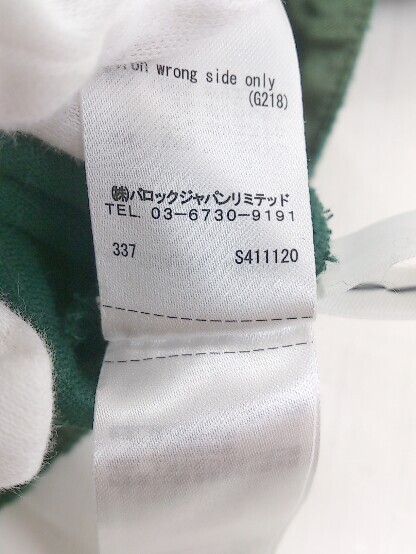 iron wrong side only
(G218)
㈱バロックジャパンリミテッド
TEL. 03-6730-9191
337 S411120